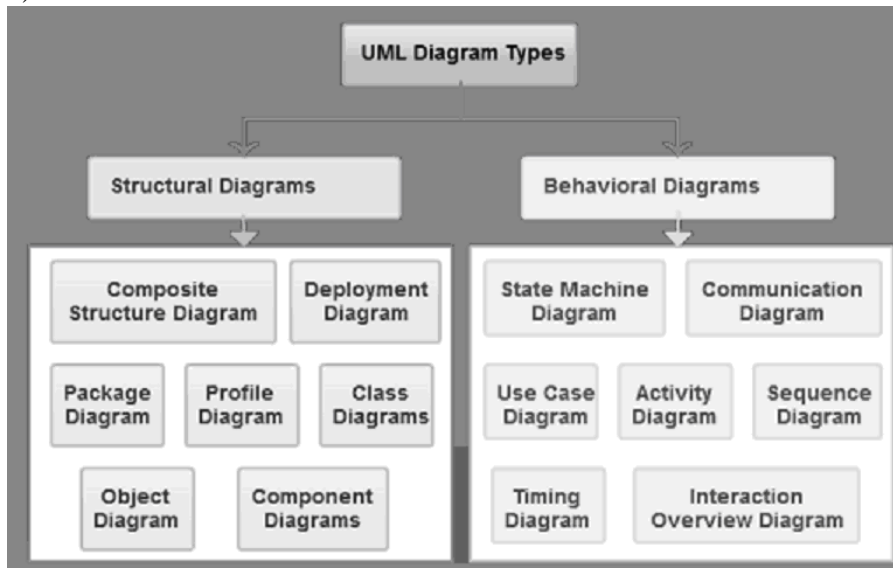 UML Diagram Types
Structural Diagrams
Behavioral Diagrams
Composite
Structure Diagram
Deployment
Diagram
State Machine
Diagram
Communication
Diagram
Package
Diagram
Profile
Diagram
Class
Diagrams
Use Case
Diagram
Activity
Diagram
Sequence
Diagram
Object
Diagram
Component
Diagrams
Timing
Diagram
Interaction
Overview Diagram